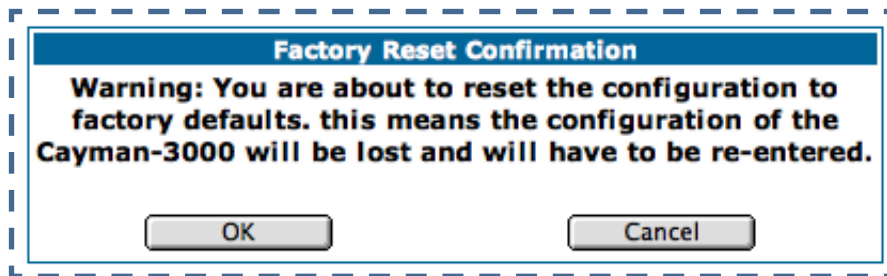 Factory Reset Confirmation
Warning: You are about to reset the configuration to
factory defaults. this means the configuration of the
Cayman-3000 will be lost and will have to be re-entered.
OK
Cancel